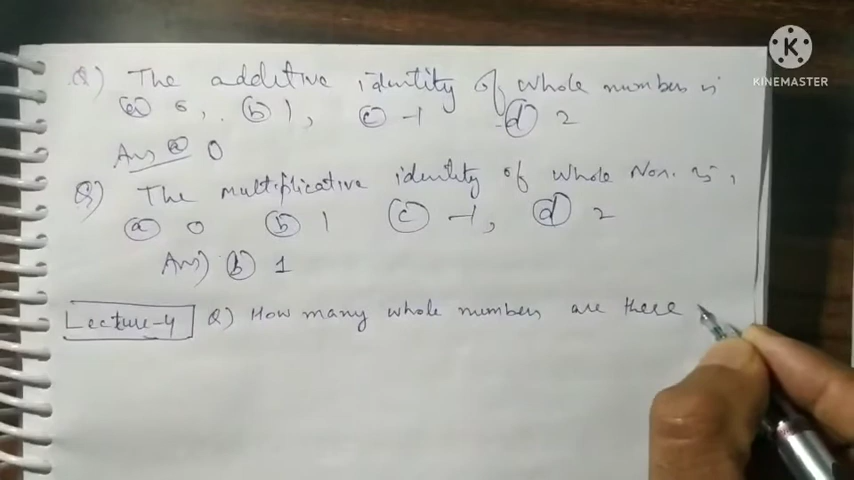 Q) The additive identity of whole numbers is
(a) 0, (b) 1, (c) -1 (d) 2
Ans (a) 0
Q) The multiplicative identity of whole Non. is,
(a) 0 (b) 1 (c) -1, (d) 2
Ans) (b) 1
Lecture-4 Q) How many whole numbers are there
KINEMASTER